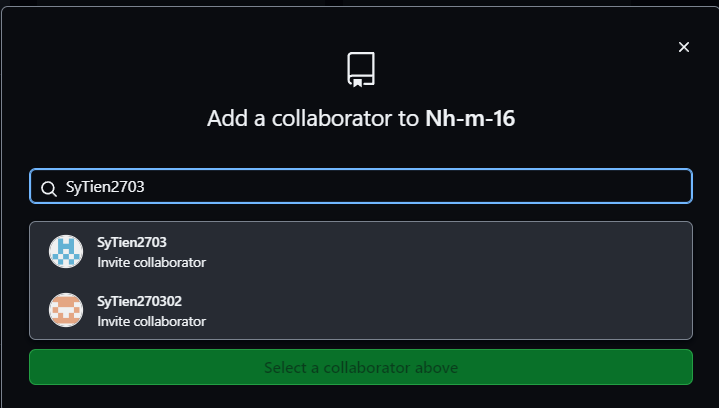 Add a collaborator to Nh-m-16
SyTien2703
SyTien2703
Invite collaborator
SyTien270302
Invite collaborator
Select a collaborator above